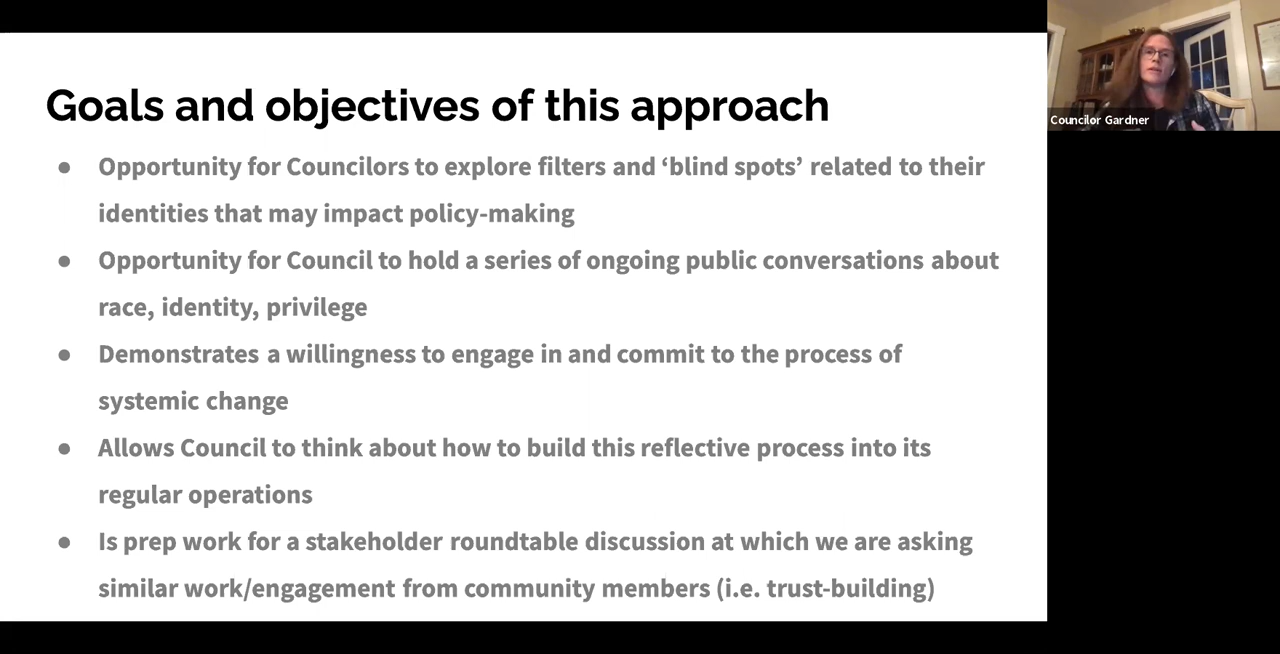 Goals and objectives of this approach
● Opportunity for Councilors to explore filters and ‘blind spots’ related to their
identities that may impact policy-making
● Opportunity for Council to hold a series of ongoing public conversations about
race, identity, privilege
● Demonstrates a willingness to engage in and commit to the process of
systemic change
● Allows Council to think about how to build this reflective process into its
regular operations
● Is prep work for a stakeholder roundtable discussion at which we are asking
similar work/engagement from community members (i.e. trust-building)
Councilor Gardner